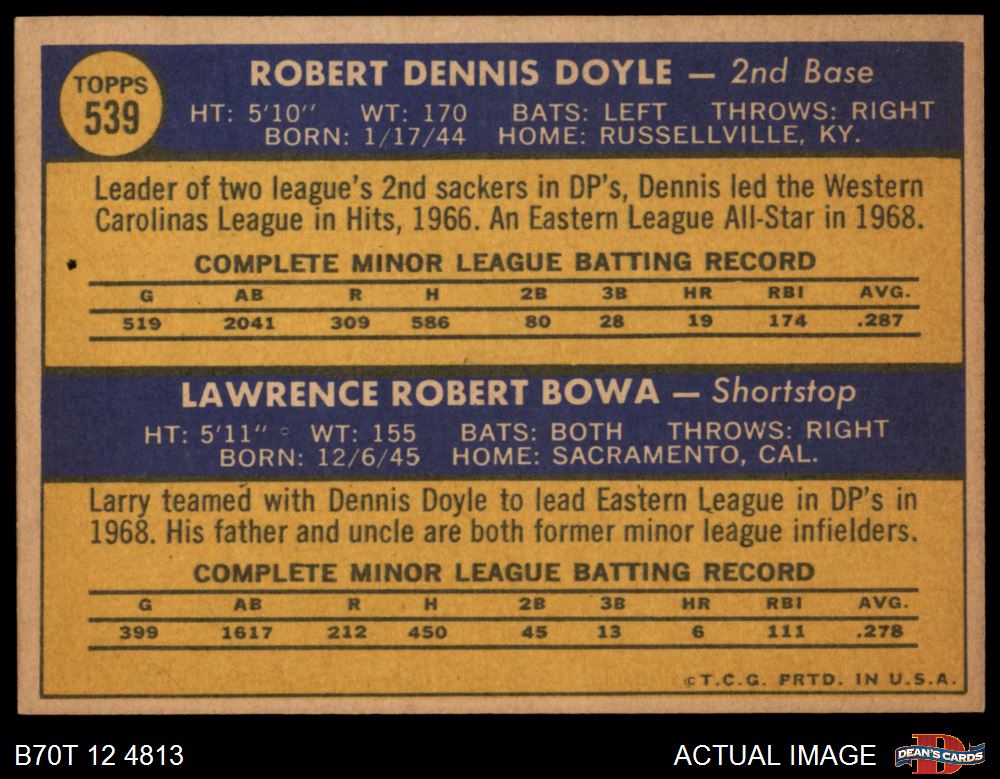 TOPPS
539
ROBERT DENNIS DOYLE — 2nd Base
HT: 5'10" WT: 170 BATS: LEFT THROWS: RIGHT
BORN: 1/17/44 HOME: RUSSELLVILLE, KY.
Leader of two league's 2nd sackers in DP's, Dennis led the Western
Carolinas League in Hits, 1966. An Eastern League All-Star in 1968.
COMPLETE MINOR LEAGUE BATTING RECORD
G AB R H 2B 3B HR RBI AVG.
519 2041 309 586 80 28 19 174 .287
LAWRENCE ROBERT BOWA — Shortstop
HT: 5'11" WT: 155 BATS: BOTH THROWS: RIGHT
BORN: 12/6/45 HOME: SACRAMENTO, CAL.
Larry teamed with Dennis Doyle to lead Eastern League in DP's in
1968. His father and uncle are both former minor league infielders.
COMPLETE MINOR LEAGUE BATTING RECORD
G AB R H 2B 3B HR RBI AVG.
399 1617 212 450 45 13 6 111 .278
©T.C.G. PRTD. IN U.S.A.
B70T 12 4813
ACTUAL IMAGE
D
DEAN'S CARDS